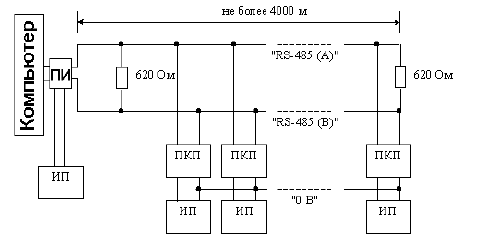 не более 4000 м
Компьютер
ПИ
620 Ом
"RS-485 (A)"
620 Ом
"RS-485 (B)"
ИП
ПКП
ПКП
ПКП
"0 В"
ИП
ИП
ИП